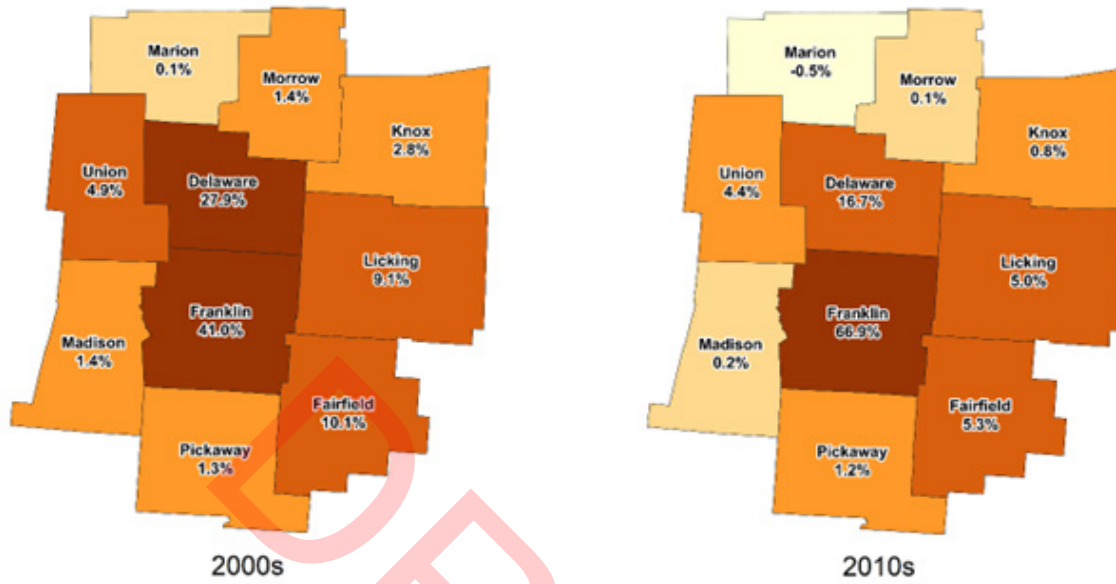 Marion
0.1%
Morrow
1.4%
Knox
2.8%
Union
4.9%
Delaware
27.9%
Licking
9.1%
Franklin
41.0%
Madison
1.4%
Fairfield
10.1%
Pickaway
1.3%
2000s
Marion
-0.5%
Morrow
0.1%
Knox
0.8%
Union
4.4%
Delaware
16.7%
Licking
5.0%
Franklin
66.9%
Madison
0.2%
Fairfield
5.3%
Pickaway
1.2%
2010s